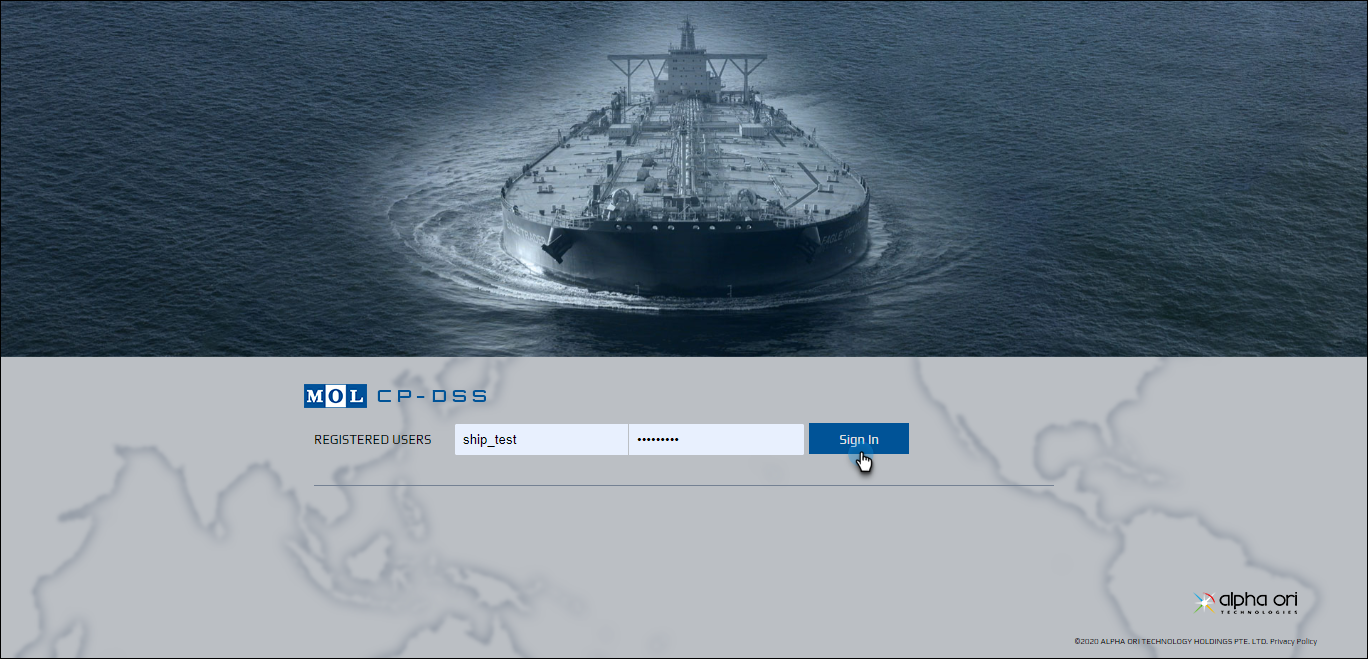 MOL CP-DSS
REGISTERED USERS ship_test ••••••••• Sign In
alpha ori
TECHNOLOGIES
©2020 ALPHA ORI TECHNOLOGY HOLDINGS PTE. LTD. Privacy Policy